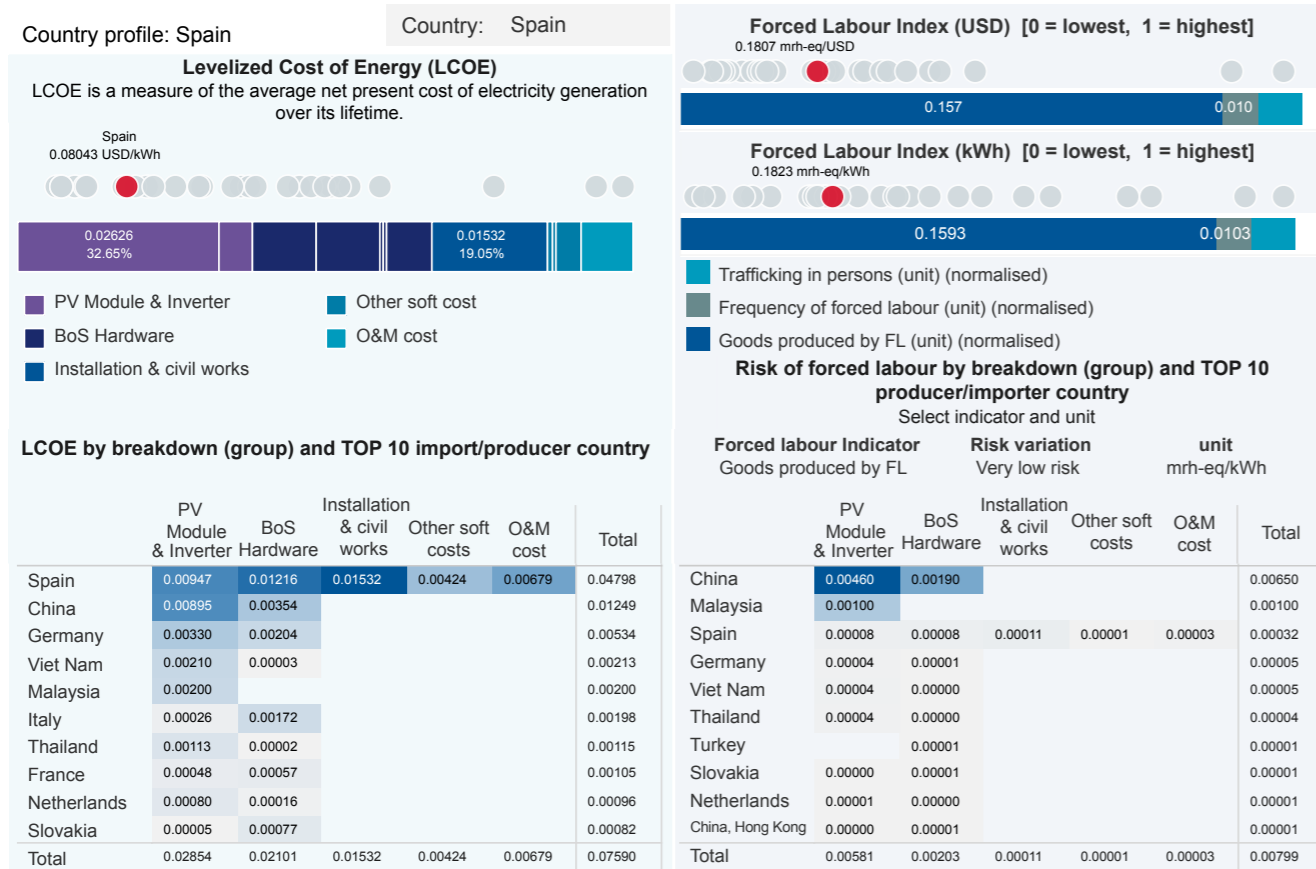 Country profile: Spain
Country: Spain
Levelized Cost of Energy (LCOE)
LCOE is a measure of the average net present cost of electricity generation
over its lifetime.
Spain
0.08043 USD/kWh
0.02626
32.65%
0.01532
19.05%
PV Module & Inverter
Other soft cost
BoS Hardware
O&M cost
Installation & civil works
LCOE by breakdown (group) and TOP 10 import/producer country
PV
Module
& Inverter
BoS
Hardware
Installation
& civil
works
Other soft
costs
O&M
cost
Total
Spain 0.00947 0.01216 0.01532 0.00424 0.00679 0.04798
China 0.00895 0.00354 0.01249
Germany 0.00330 0.00204 0.00534
Viet Nam 0.00210 0.00003 0.00213
Malaysia 0.00200 0.00200
Italy 0.00026 0.00172 0.00198
Thailand 0.00113 0.00002 0.00115
France 0.00048 0.00057 0.00105
Netherlands 0.00080 0.00016 0.00096
Slovakia 0.00005 0.00077 0.00082
Total 0.02854 0.02101 0.01532 0.00424 0.00679 0.07590
Forced Labour Index (USD) [0 = lowest, 1 = highest]
0.1807 mrh-eq/USD
0.157
0.010
Forced Labour Index (kWh) [0 = lowest, 1 = highest]
0.1823 mrh-eq/kWh
0.1593
0.0103
Trafficking in persons (unit) (normalised)
Frequency of forced labour (unit) (normalised)
Goods produced by FL (unit) (normalised)
Risk of forced labour by breakdown (group) and TOP 10
producer/importer country
Select indicator and unit
Forced labour Indicator Risk variation unit
Goods produced by FL Very low risk mrh-eq/kWh
PV
Module
& Inverter
BoS
Hardware
Installation
& civil
works
Other soft
costs
O&M
cost
Total
China 0.00460 0.00190 0.00650
Malaysia 0.00100 0.00100
Spain 0.00008 0.00008 0.00011 0.00001 0.00003 0.00032
Germany 0.00004 0.00001 0.00005
Viet Nam 0.00004 0.00000 0.00005
Thailand 0.00004 0.00000 0.00004
Turkey 0.00001 0.00001
Slovakia 0.00000 0.00001 0.00001
Netherlands 0.00001 0.00000 0.00001
China, Hong Kong 0.00000 0.00001 0.00001
Total 0.00581 0.00203 0.00011 0.00001 0.00003 0.00799